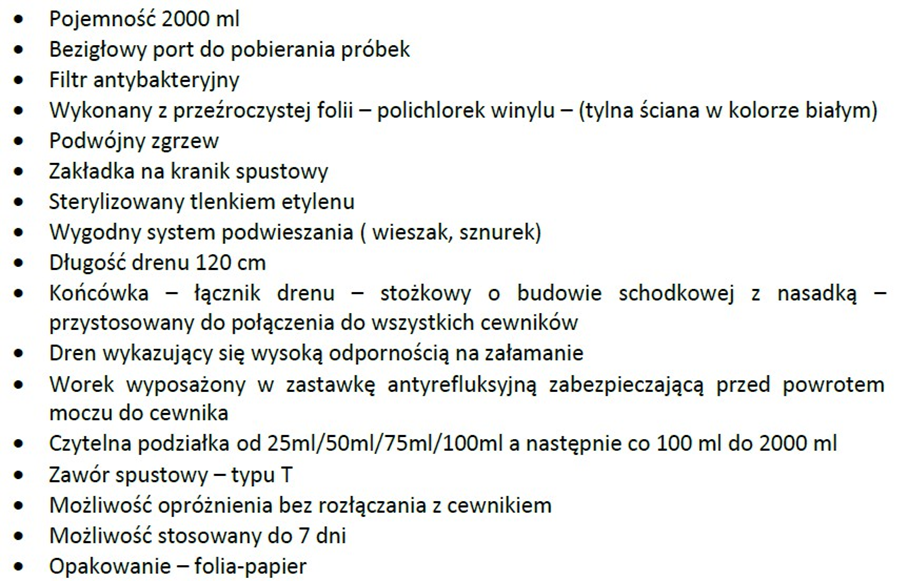 • Pojemność 2000 ml
• Bezigłowy port do pobierania próbek
• Filtr antybakteryjny
• Wykonany z przeźroczystej folii – polichlorek winylu – (tylna ściana w kolorze białym)
• Podwójny zgrzew
• Zakładka na kranik spustowy
• Sterylizowany tlenkiem etylenu
• Wygodny system podwieszania ( wieszak, sznurek)
• Długość drenu 120 cm
• Końcówka – łącznik drenu – stożkowy o budowie schodkowej z nasadką –
przystosowany do połączenia do wszystkich cewników
• Dren wykazujący się wysoką odpornością na załamanie
• Worek wyposażony w zastawkę antyrefluksyjną zabezpieczającą przed powrotem
moczu do cewnika
• Czytelna podziałka od 25ml/50ml/75ml/100ml a następnie co 100 ml do 2000 ml
• Zawór spustowy – typu T
• Możliwość opróżnienia bez rozłączania z cewnikiem
• Możliwość stosowany do 7 dni
• Opakowanie – folia-papier